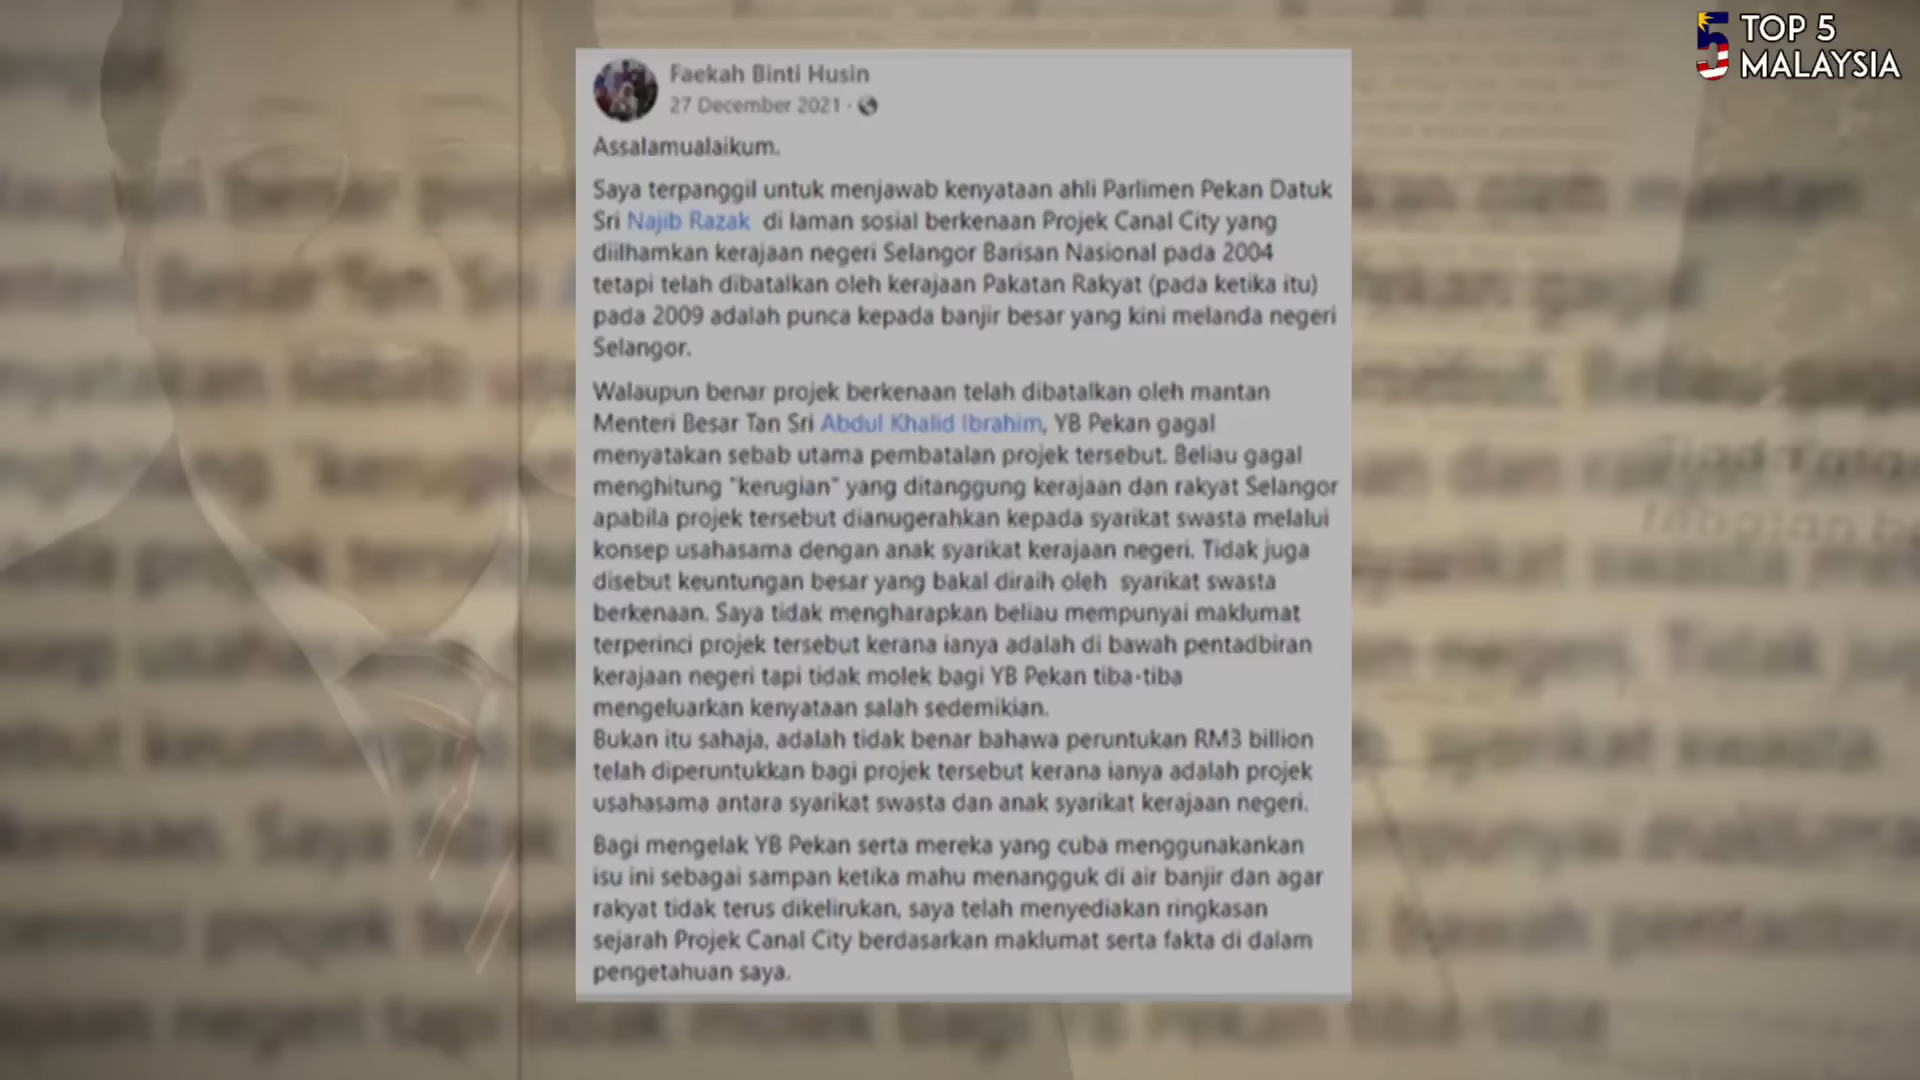 TOP 5
MALAYSIA
Faekah Binti Husin
27 December 2021 ·
Assalamualaikum.
Saya terpanggil untuk menjawab kenyataan ahli Parlimen Pekan Datuk
Sri Najib Razak di laman sosial berkenaan Projek Canal City yang
diilhamkan kerajaan negeri Selangor Barisan Nasional pada 2004
tetapi telah dibatalkan oleh kerajaan Pakatan Rakyat (pada ketika itu)
pada 2009 adalah punca kepada banjir besar yang kini melanda negeri
Selangor.
Walaupun benar projek berkenaan telah dibatalkan oleh mantan
Menteri Besar Tan Sri Abdul Khalid Ibrahim, YB Pekan gagal
menyatakan sebab utama pembatalan projek tersebut. Beliau gagal
menghitung "kerugian" yang ditanggung kerajaan dan rakyat Selangor
apabila projek tersebut dianugerahkan kepada syarikat swasta melalui
konsep usahasama dengan anak syarikat kerajaan negeri. Tidak juga
disebut keuntungan besar yang bakal diraih oleh syarikat swasta
berkenaan. Saya tidak mengharapkan beliau mempunyai maklumat
terperinci projek tersebut kerana ianya adalah di bawah pentadbiran
kerajaan negeri tapi tidak molek bagi YB Pekan tiba-tiba
mengeluarkan kenyataan salah sedemikian.
Bukan itu sahaja, adalah tidak benar bahawa peruntukan RM3 billion
telah diperuntukkan bagi projek tersebut kerana ianya adalah projek
usahasama antara syarikat swasta dan anak syarikat kerajaan negeri.
Bagi mengelak YB Pekan serta mereka yang cuba menggunakankan
isu ini sebagai sampan ketika mahu menangguk di air banjir dan agar
rakyat tidak terus dikelirukan, saya telah menyediakan ringkasan
sejarah Projek Canal City berdasarkan maklumat serta fakta di dalam
pengetahuan saya.